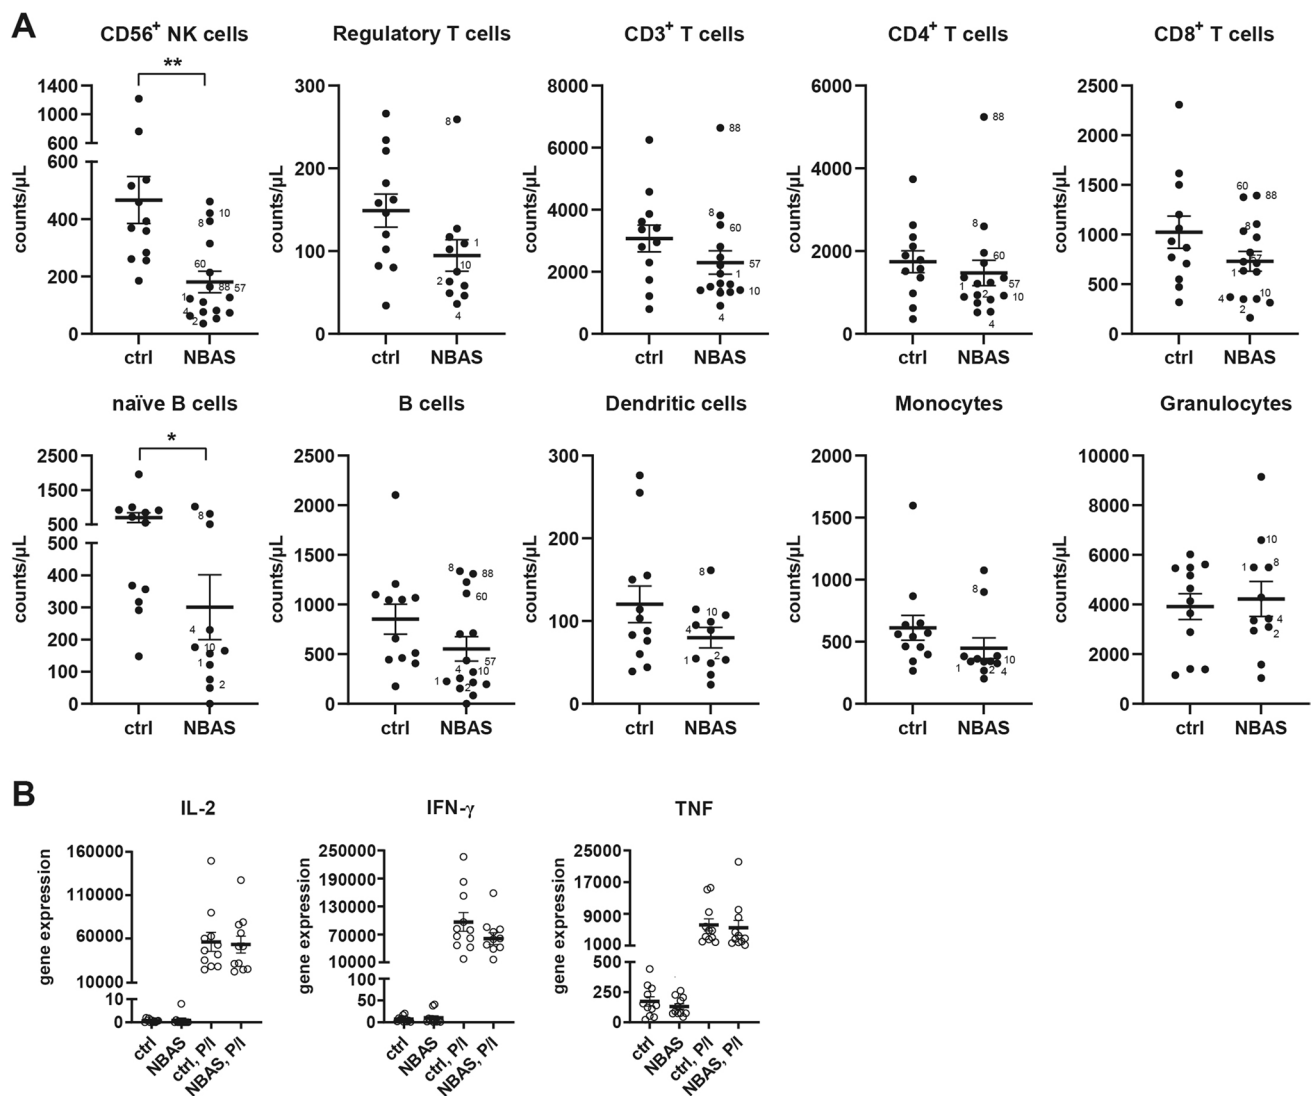 A
CD56+ NK cells
Regulatory T cells
CD3+ T cells
CD4+ T cells
CD8+ T cells
**
counts/µL
1400
1000
600
600
400
200
0
10
8
60
88
57
1
4
2
ctrl
NBAS
counts/µL
300
200
100
0
8
1
10
2
4
ctrl
NBAS
counts/µL
8000
6000
4000
2000
0
88
8
60
57
1
10
4
ctrl
NBAS
counts/µL
6000
4000
2000
0
88
8
60
57
1
2
10
4
ctrl
NBAS
counts/µL
2500
2000
1500
1000
500
0
60
88
8
57
1
4
10
2
ctrl
NBAS
naïve B cells
B cells
Dendritic cells
Monocytes
Granulocytes
*
counts/µL
2500
1500
500
500
400
300
200
100
0
8
4
10
1
2
ctrl
NBAS
counts/µL
2500
2000
1500
1000
500
0
8
88
60
57
4
10
1
2
ctrl
NBAS
counts/µL
300
200
100
0
8
10
4
2
1
ctrl
NBAS
counts/µL
2000
1500
1000
500
0
8
10
1
2
4
ctrl
NBAS
counts/µL
10000
8000
6000
4000
2000
0
10
1
8
4
2
ctrl
NBAS
B
IL-2
IFN-γ
TNF
gene expression
160000
110000
60000
10000
10
0
ctrl
NBAS
ctrl, P/I
NBAS, P/I
gene expression
250000
190000
130000
70000
10000
100
50
0
ctrl
NBAS
ctrl, P/I
NBAS, P/I
gene expression
25000
17000
9000
1000
500
250
0
ctrl
NBAS
ctrl, P/I
NBAS, P/I